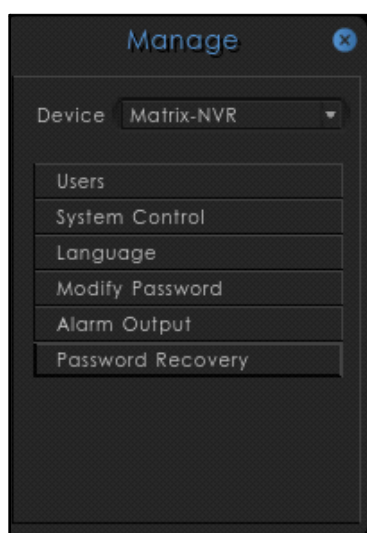 Manage
Device Matrix-NVR
Users
System Control
Language
Modify Password
Alarm Output
Password Recovery